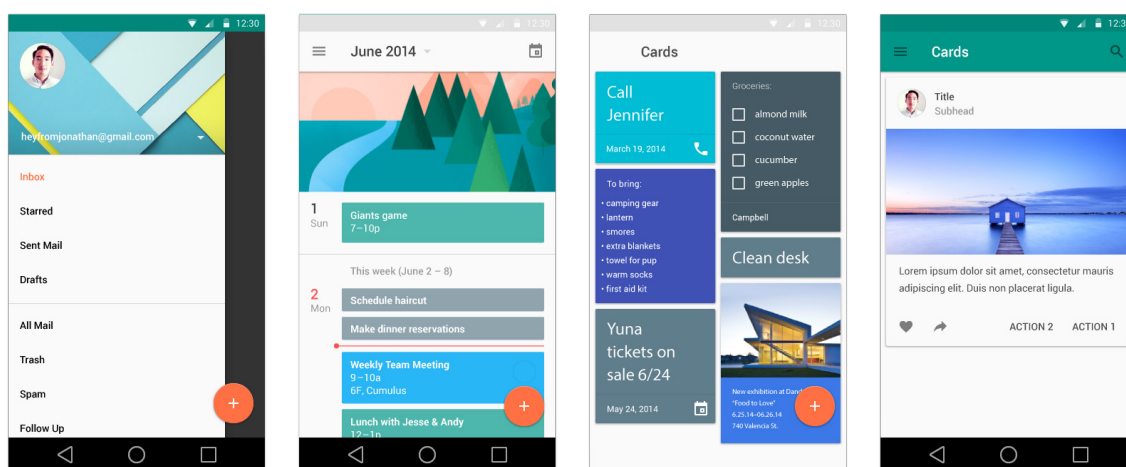 12:30
heyfromjonathan@gmail.com
Inbox
Starred
Sent Mail
Drafts
All Mail
Trash
Spam
Follow Up
12:30
June 2014
1
Sun
Giants game
7–10p
This week (June 2 – 8)
2
Mon
Schedule haircut
Make dinner reservations
Weekly Team Meeting
9–10a
6F, Cumulus
Lunch with Jesse & Andy
12–1p
12:30
Cards
Call
Jennifer
March 19, 2014
To bring:
• camping gear
• lantern
• smores
• extra blankets
• towel for pup
• warm socks
• first aid kit
Yuna
tickets on
sale 6/24
May 24, 2014
Groceries:
almond milk
coconut water
cucumber
green apples
Campbell
Clean desk
New exhibition at
"Food to Love"
6.25.14–06.26.14
740 Valencia St.
Cards
Title
Subhead
Lorem ipsum dolor sit amet, consectetur mauris
adipiscing elit. Duis non placerat ligula.
ACTION 2 ACTION 1